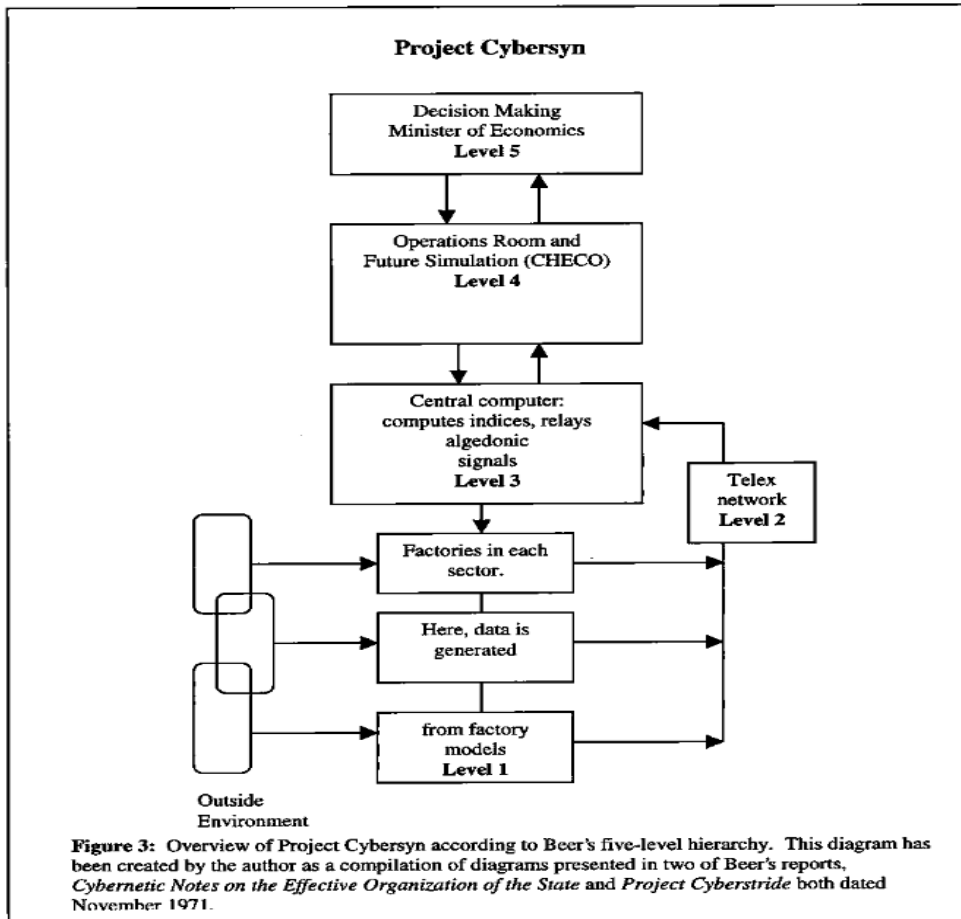 Project Cybersyn
Decision Making
Minister of Economics
Level 5
Operations Room and
Future Simulation (CHECO)
Level 4
Central computer:
computes indices, relays
algedonic
signals
Level 3
Telex
network
Level 2
Factories in each
sector.
Here, data is
generated
from factory
models
Level 1
Outside
Environment
Figure 3: Overview of Project Cybersyn according to Beer's five-level hierarchy. This diagram has
been created by the author as a compilation of diagrams presented in two of Beer's reports,
Cybernetic Notes on the Effective Organization of the State and Project Cyberstride both dated
November 1971.